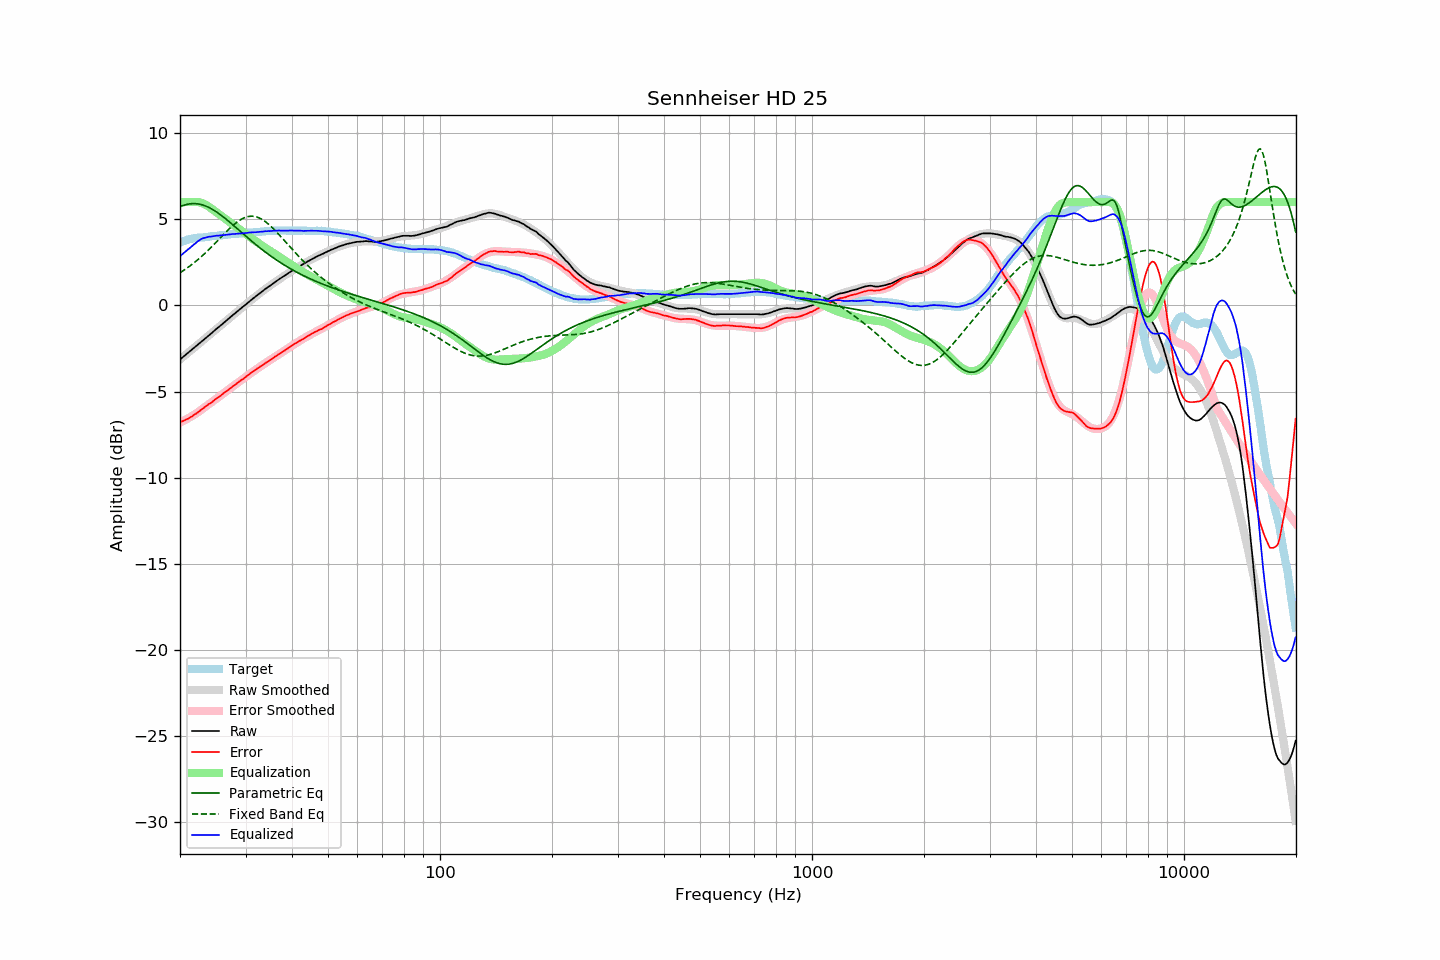 Sennheiser HD 25
10
5
0
−5
−10
−15
−20
−25
−30
Amplitude (dBr)
Target
Raw Smoothed
Error Smoothed
Raw
Error
Equalization
Parametric Eq
Fixed Band Eq
Equalized
100
1000
10000
Frequency (Hz)